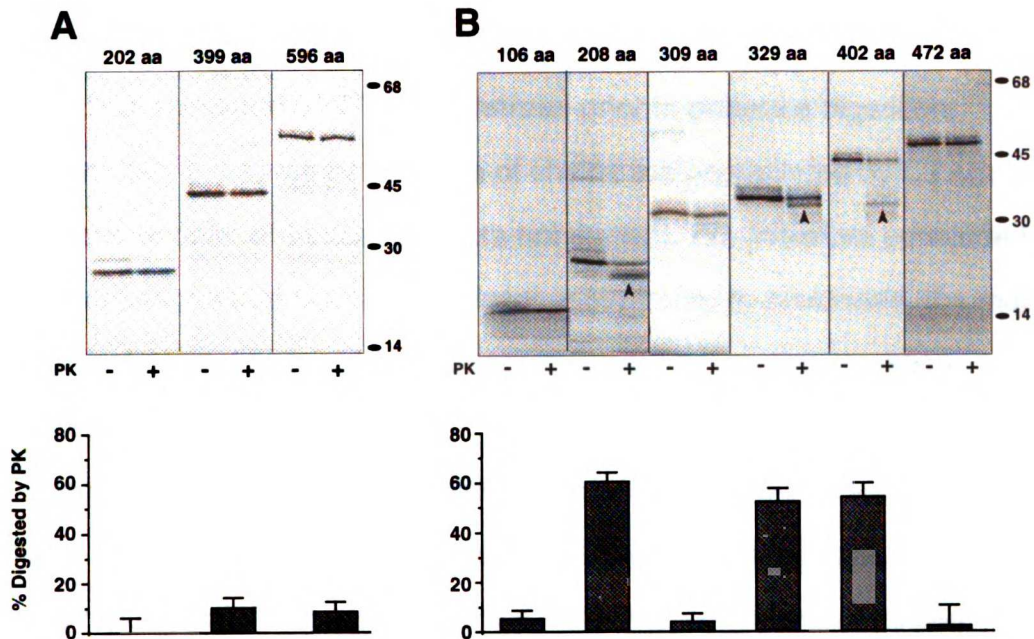 A
B
202 aa 399 aa 596 aa
106 aa 208 aa 309 aa 329 aa 402 aa 472 aa
68
45
30
14
68
45
30
14
PK - + - + - +
PK - + - + - + - + - + - +
% Digested by PK
80
60
40
20
0
80
60
40
20
0